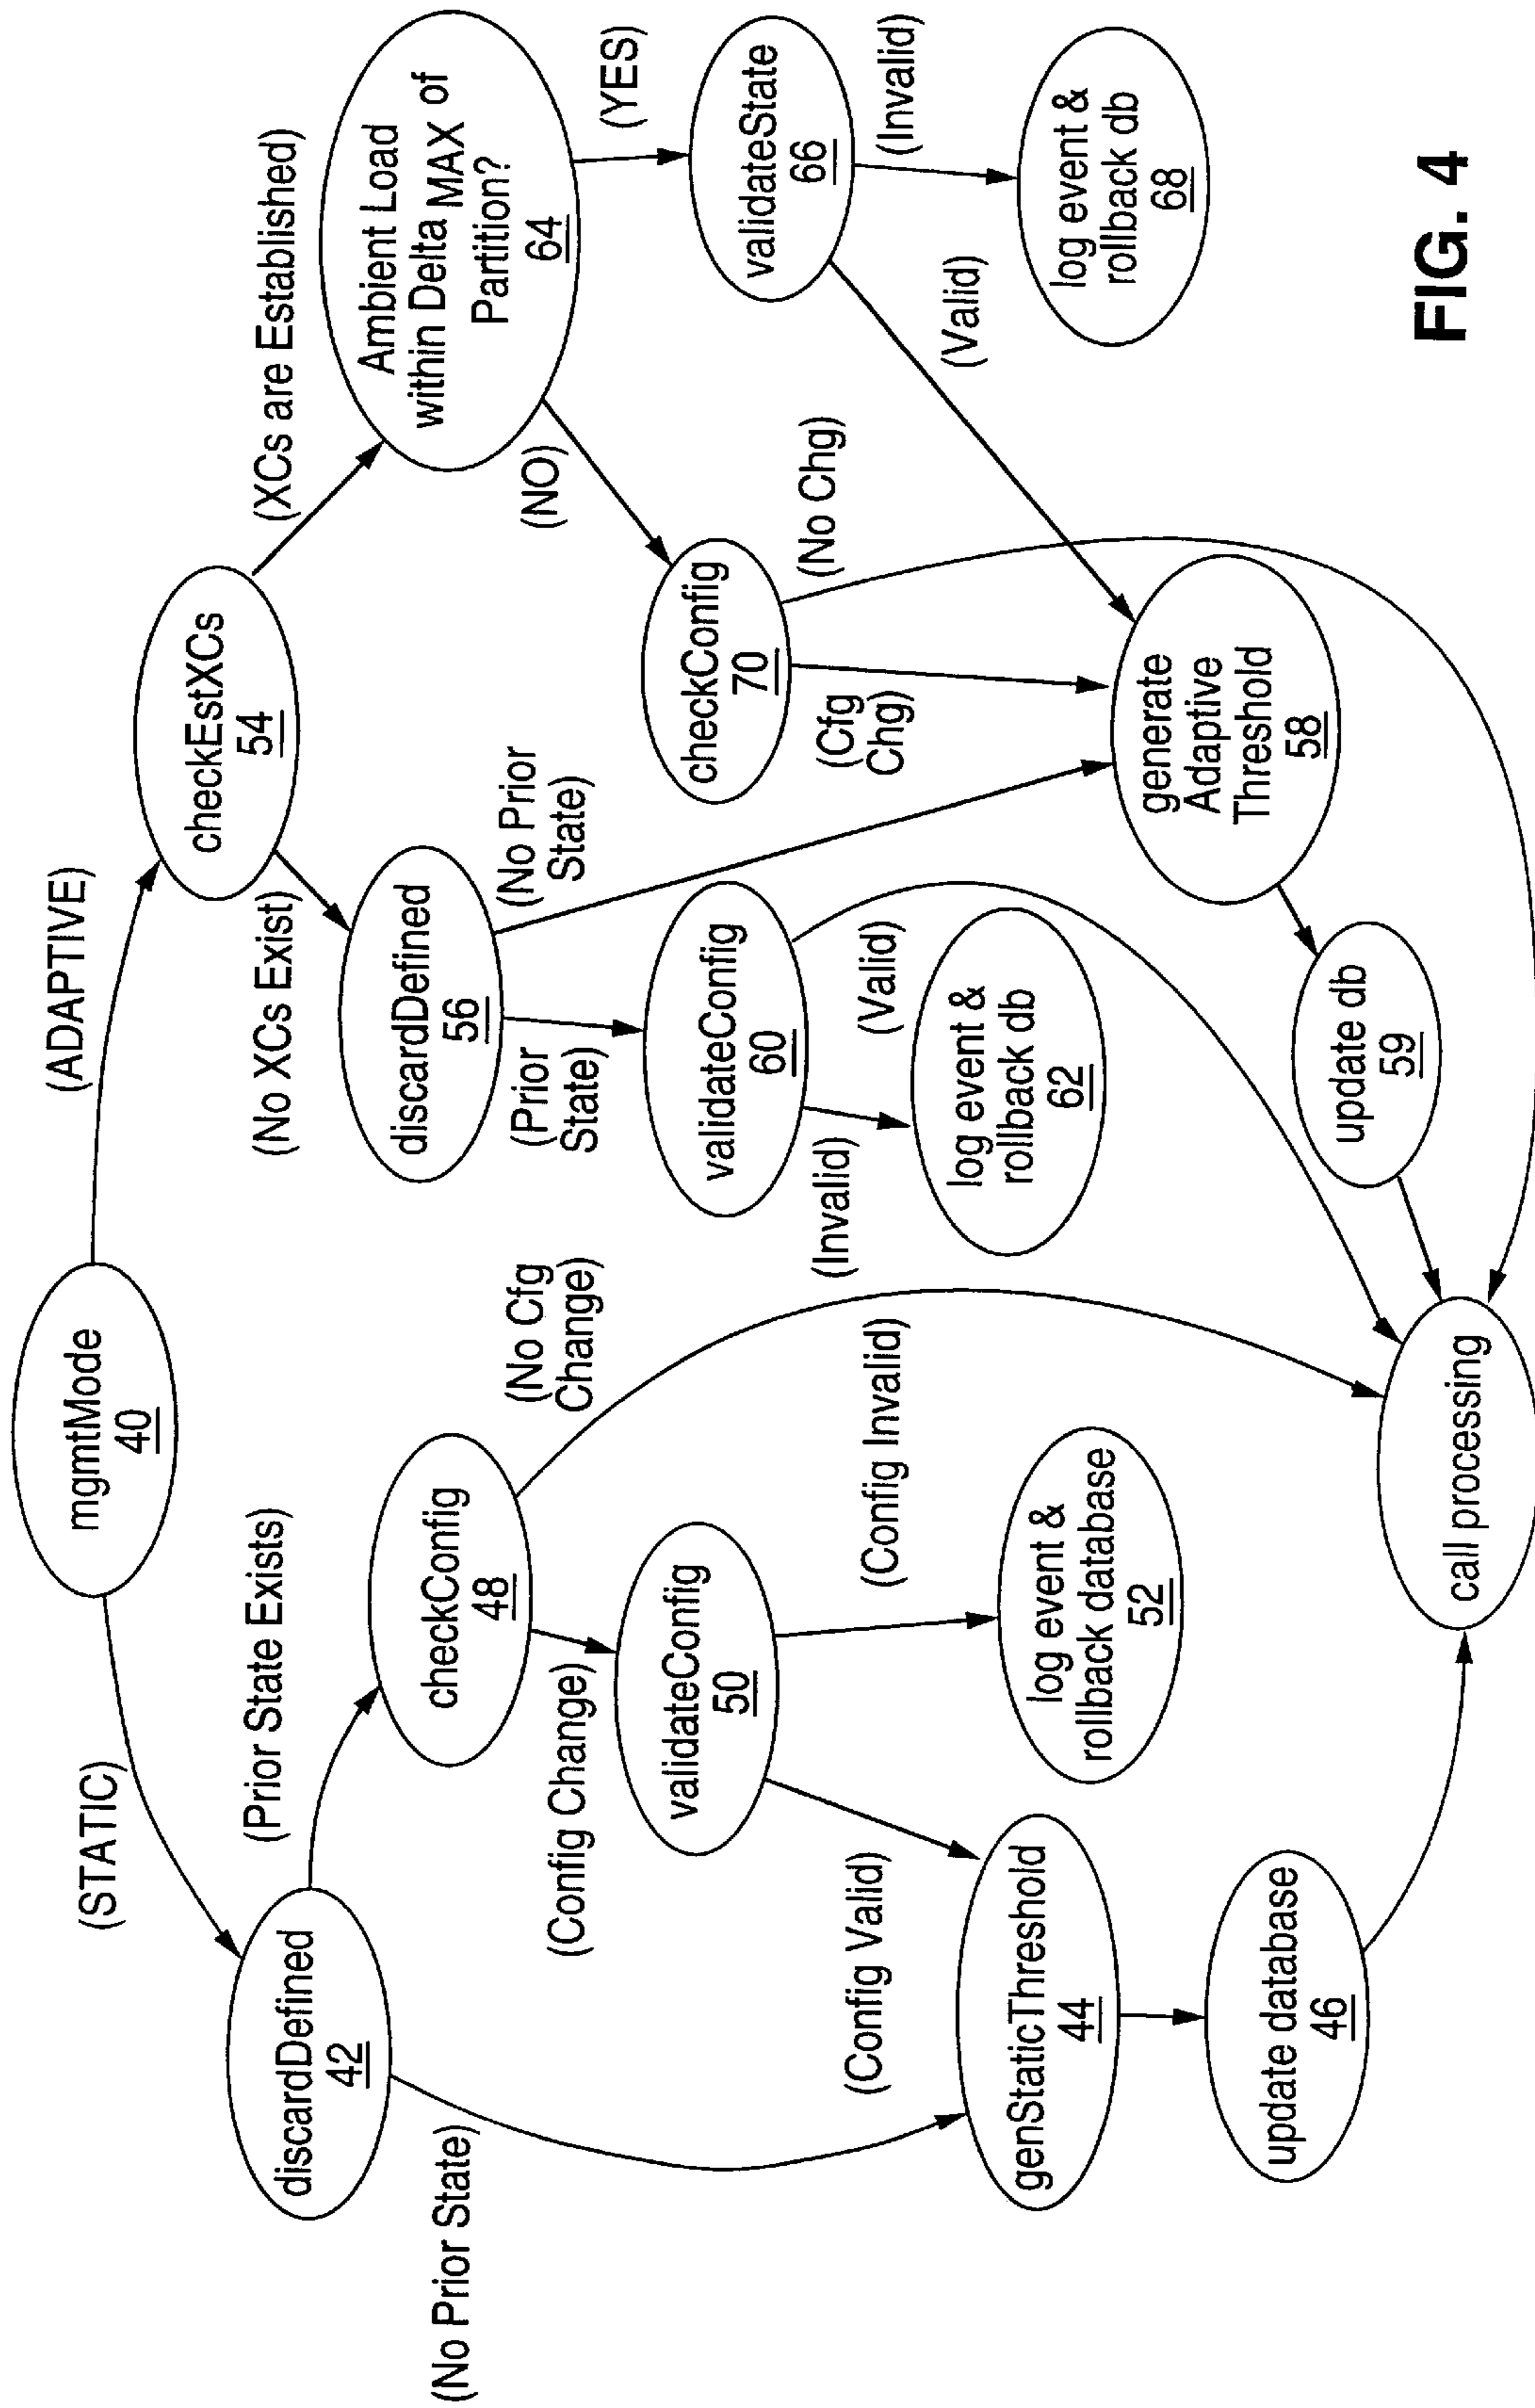 mgmtMode
40
(STATIC)
(ADAPTIVE)
discardDefined
42
(Prior State Exists)
(No Prior State)
checkConfig
48
(No Cfg
Change)
(Config Change)
validateConfig
50
(Config Invalid)
(Config Valid)
log event &
rollback database
52
genStaticThreshold
44
update database
46
call processing
checkEstXCs
54
(No XCs Exist)
(XCs are Established)
discardDefined
56
(Prior
State)
(No Prior
State)
validateConfig
60
(Invalid)
(Valid)
log event &
rollback db
62
Ambient Load
within Delta MAX of
Partition?
64
(NO)
(YES)
checkConfig
70
(Cfg
Chg)
(No Chg)
validateState
66
(Valid)
(Invalid)
log event &
rollback db
68
generate
Adaptive
Threshold
58
update db
59
FIG. 4